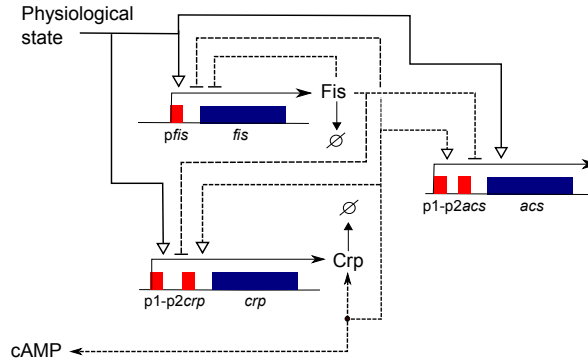 Physiological
state
Fis
∅
pfis
fis
p1-p2acs
acs
∅
Crp
p1-p2crp
crp
cAMP